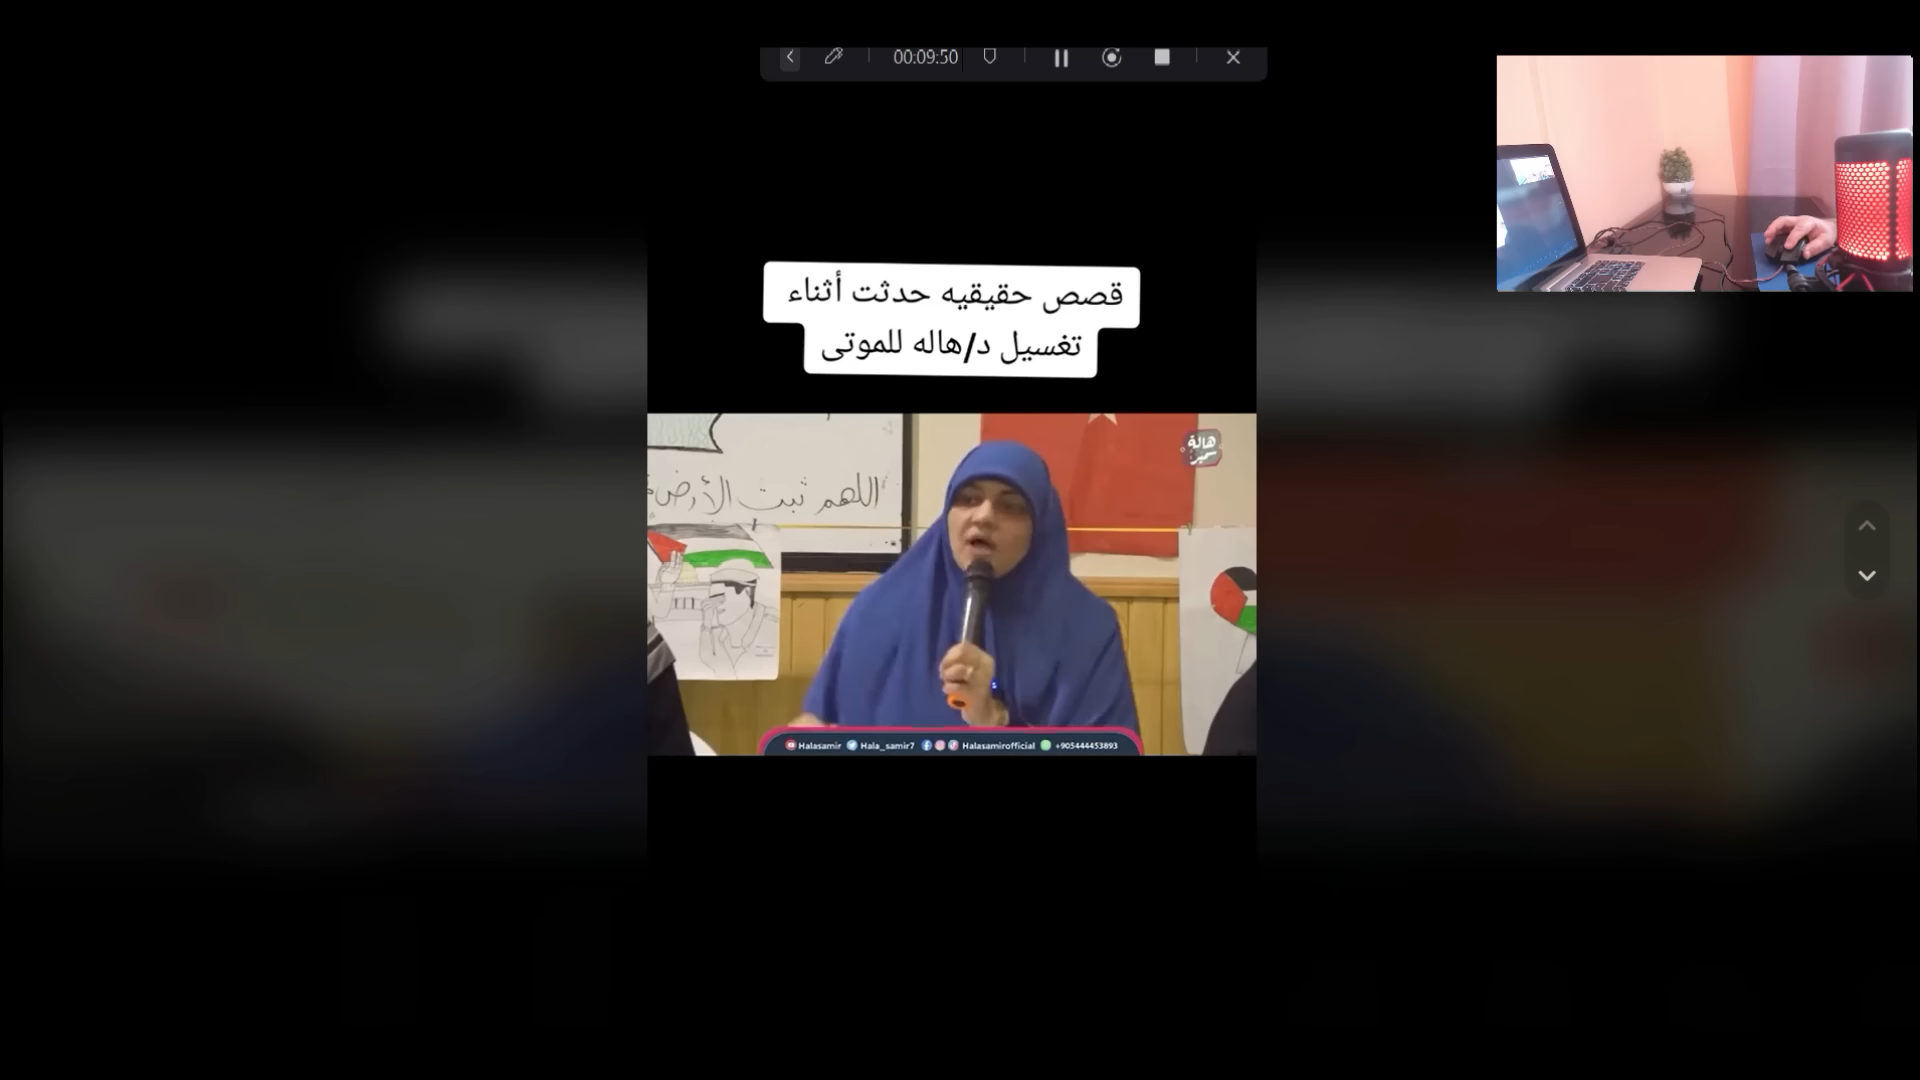 00:09:50
قصص حقيقيه حدثت أثناء
تغسيل د/هاله للموتى
هالة
سمير
اللهم ثبت الأرض
Halasamir Hala_samir7 Halasamirofficial +905444453893